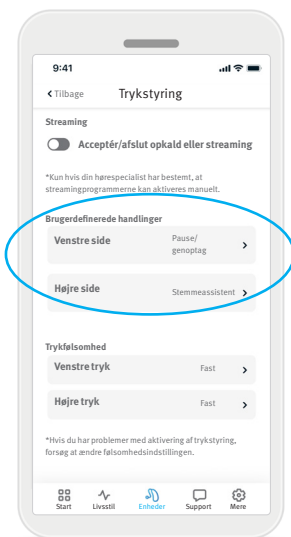 9:41
Tilbage Trykstyring
Streaming
Acceptér/afslut opkald eller streaming
*Kun hvis din hørespecialist har bestemt, at
streamingprogrammerne kan aktiveres manuelt.
Brugerdefinerede handlinger
Venstre side Pause/
genoptag
Højre side Stemmeassistent
Trykfølsomhed
Venstre tryk Fast
Højre tryk Fast
*Hvis du har problemer med aktivering af trykstyring,
forsøg at ændre følsomhedsindstillingen.
Start Livsstil Enheder Support Mere